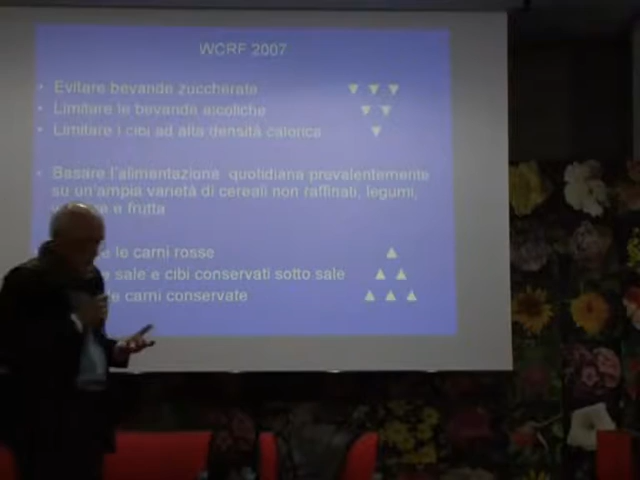 WCRF 2007
• Evitare bevande zuccherate ▼ ▼ ▼
• Limitare le bevande alcoliche ▼ ▼
• Limitare i cibi ad alta densità calorica ▼
• Basare l'alimentazione quotidiana prevalentemente
su un'ampia varietà di cereali non raffinati, legumi,
e frutta
le carni rosse ▲
sale e cibi conservati sotto sale ▲ ▲
carni conservate ▲ ▲ ▲